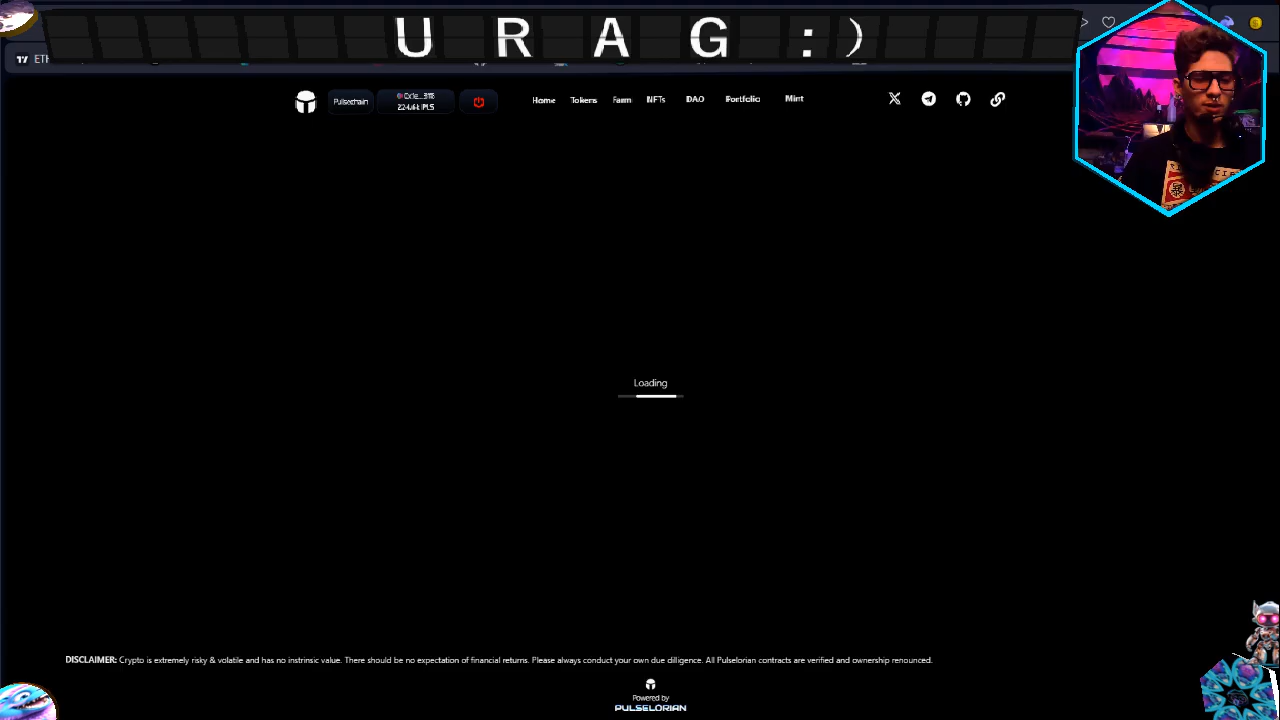 U R A G :)
ETH
Pulsechain
Home
Tokens
Farm
NFTs
DAO
Portfolio
Mint
Loading
DISCLAIMER: Crypto is extremely risky & volatile and has no instrinsic value. There should be no expectation of financial returns. Please always conduct your own due dilligence. All Pulselorian contracts are verified and ownership renounced.
Powered by
PULSELORIAN